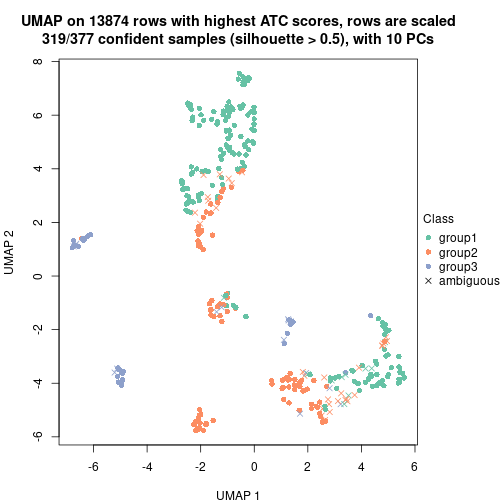 UMAP on 13874 rows with highest ATC scores, rows are scaled
319/377 confident samples (silhouette > 0.5), with 10 PCs
8
6
4
2
0
-2
-4
-6
UMAP 2
-6
-4
-2
0
2
4
6
UMAP 1
Class
group1
group2
group3
ambiguous